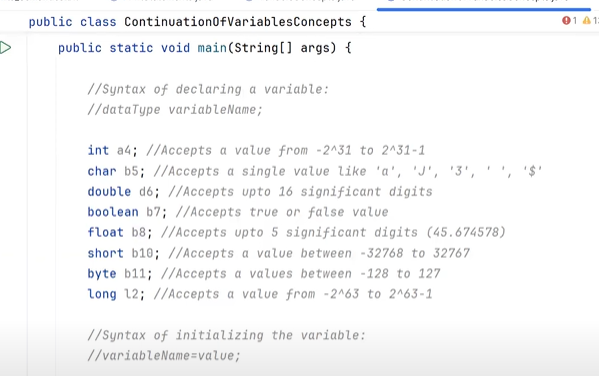 1 1
public class ContinuationOfVariablesConcepts {
public static void main(String[] args) {
//Syntax of declaring a variable:
//dataType variableName;
int a4; //Accepts a value from -2^31 to 2^31-1
char b5; //Accepts a single value like 'a', 'J', '3', ' ', '$'
double d6; //Accepts upto 16 significant digits
boolean b7; //Accepts true or false value
float b8; //Accepts upto 5 significant digits (45.674578)
short b10; //Accepts a value between -32768 to 32767
byte b11; //Accepts a values between -128 to 127
long l2; //Accepts a value from -2^63 to 2^63-1
//Syntax of initializing the variable:
//variableName=value;